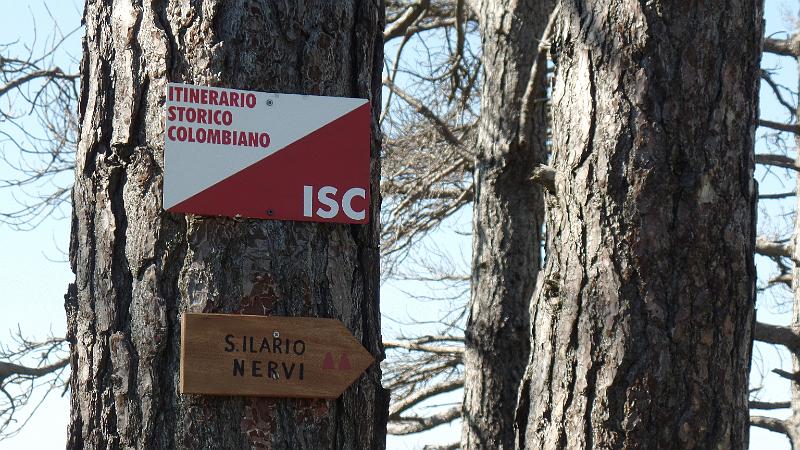 ITINERARIO
STORICO
COLOMBIANO
ISC
S.ILARIO
NERVI